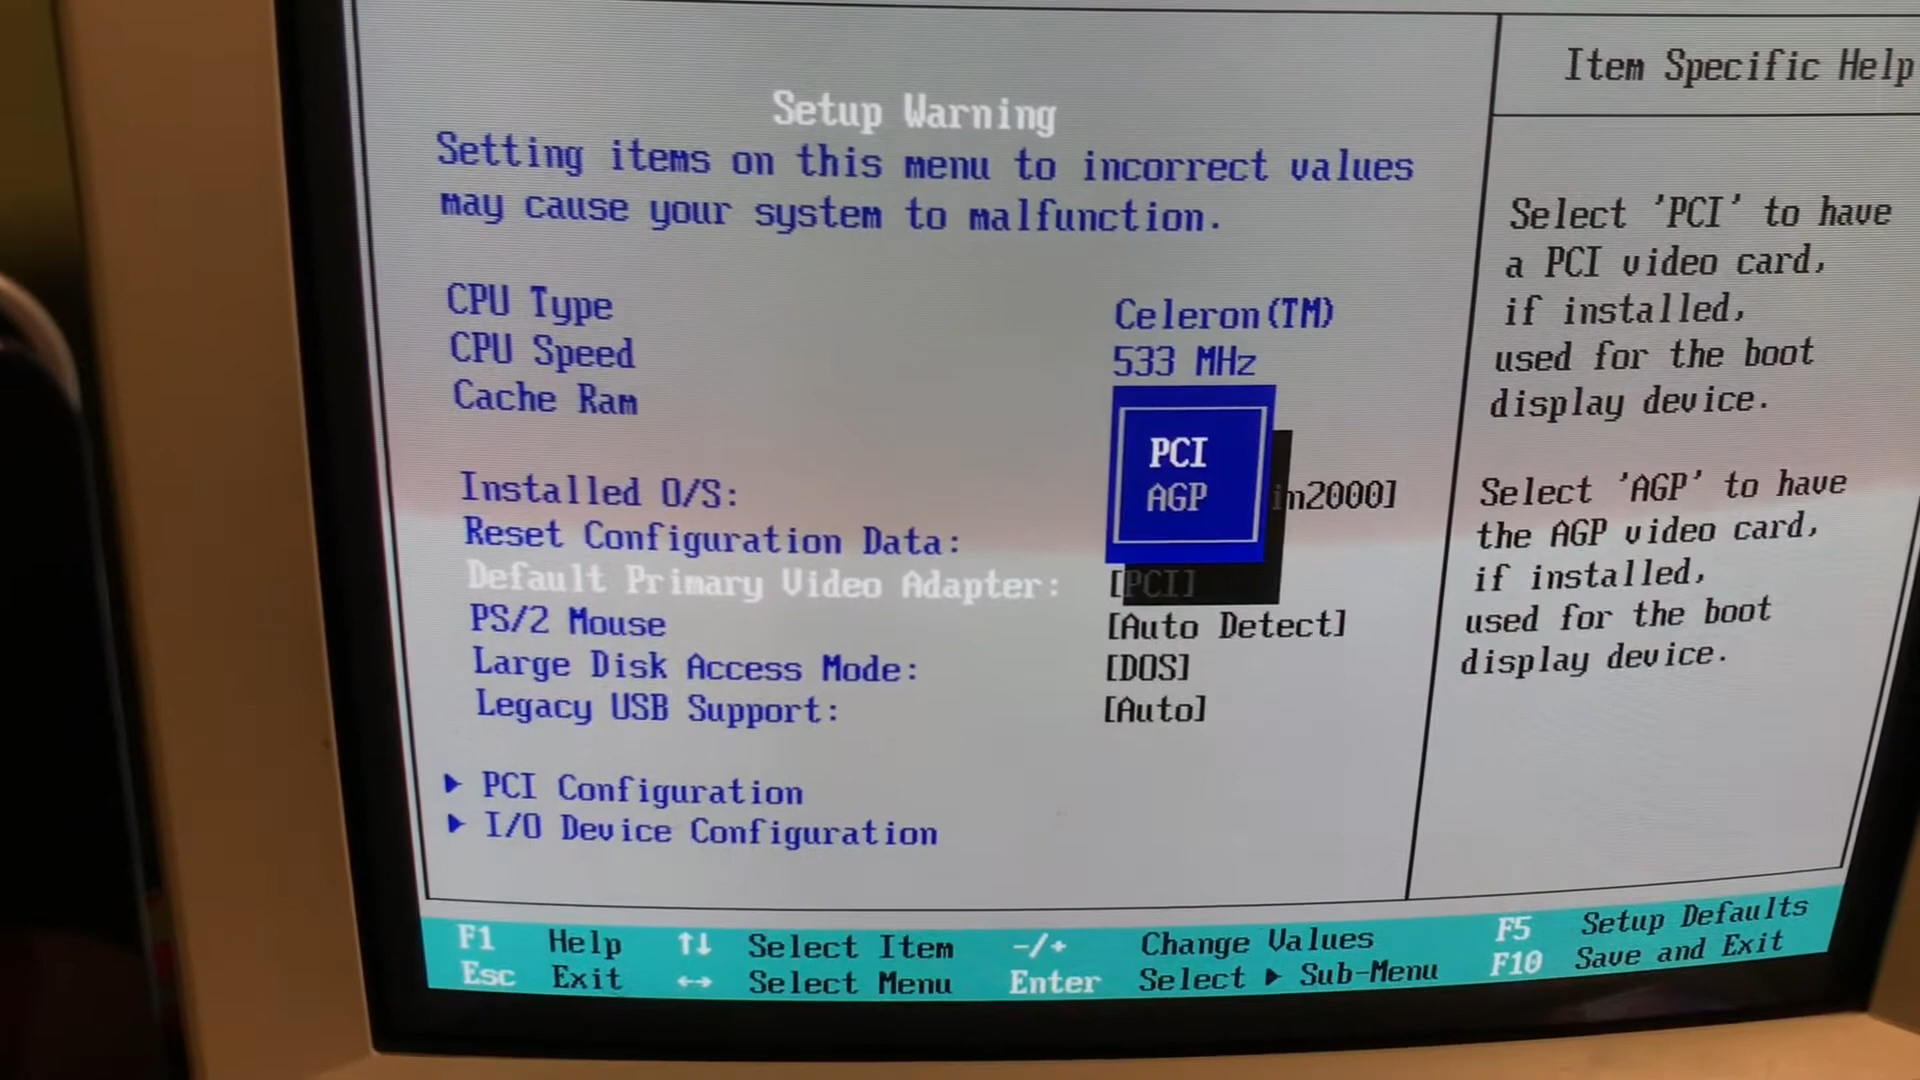 Item Specific Help
Setup Warning
Setting items on this menu to incorrect values
may cause your system to malfunction.
CPU Type Celeron(TM)
CPU Speed 533 MHz
Cache Ram
PCI
AGP
Installed O/S: in2000]
Reset Configuration Data:
Default Primary Video Adapter: [PCI]
PS/2 Mouse [Auto Detect]
Large Disk Access Mode: [DOS]
Legacy USB Support: [Auto]
▶ PCI Configuration
▶ I/O Device Configuration
Select 'PCI' to have
a PCI video card,
if installed,
used for the boot
display device.
Select 'AGP' to have
the AGP video card,
if installed,
used for the boot
display device.
F1 Help ↑↓ Select Item -/+ Change Values F5 Setup Defaults
Esc Exit ↔ Select Menu Enter Select ▶ Sub-Menu F10 Save and Exit